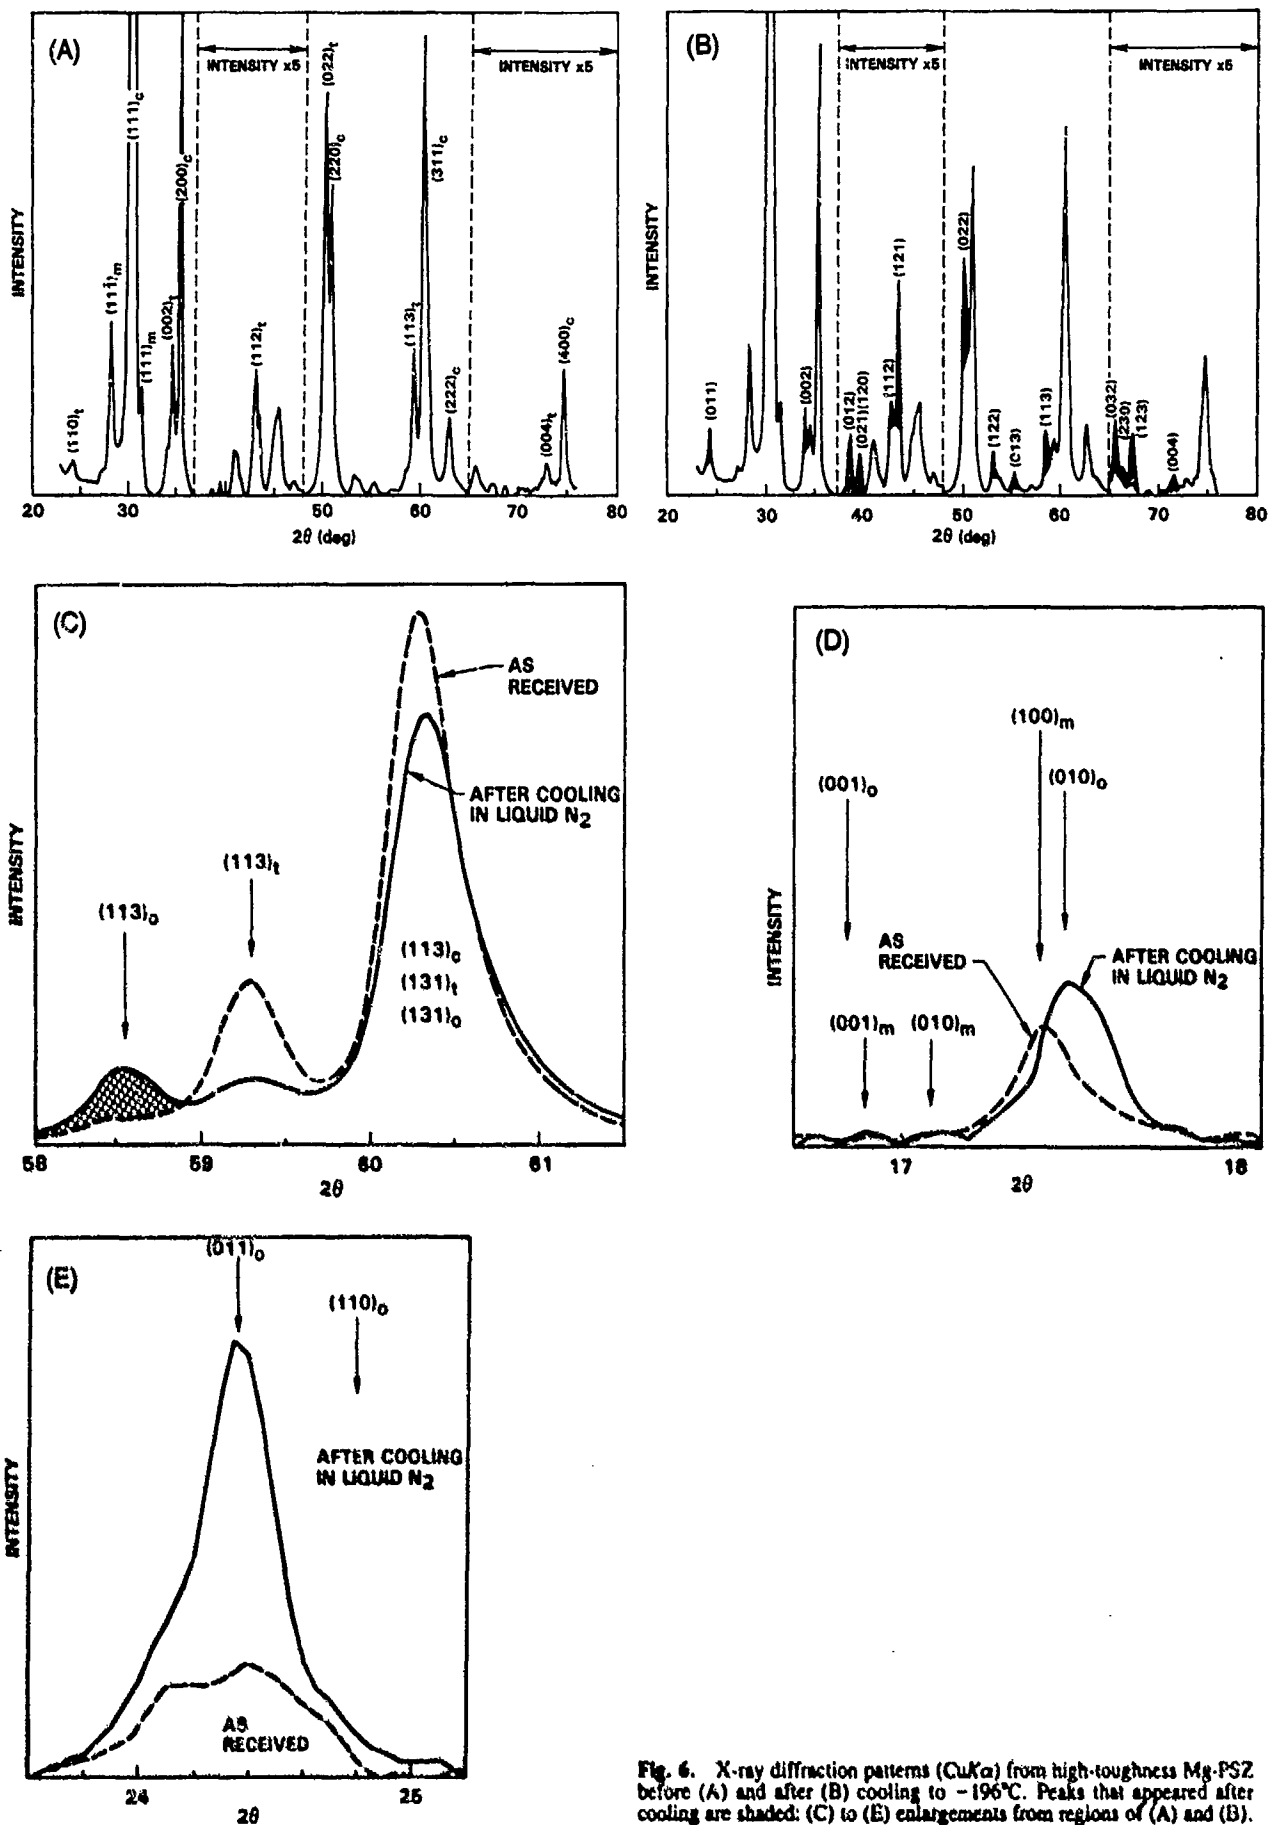 (A)
INTENSITY x5
INTENSITY x5
(1̄10)t
(111̄)m
(111)c
(111)m
(002)t
(200)c
(112)t
(022)t
(220)c
(113)t
(311)c
(222)c
(004)t
(400)c
INTENSITY
20 30 40 50 60 70 80
2θ (deg)
(B)
INTENSITY x5
INTENSITY x5
(011)
(002)
(012)
(021)(120)
(112)
(121)
(022)
(122)
(013)
(113)
(032)
(230)
(123)
(004)
INTENSITY
20 30 40 50 60 70 80
2θ (deg)
(C)
AS
RECEIVED
AFTER COOLING
IN LIQUID N2
(113)t
(113)o
(113)c
(131)t
(131)o
INTENSITY
58 59 60 61
2θ
(D)
(100)m
(001)o
(010)o
AS
RECEIVED
AFTER COOLING
IN LIQUID N2
(001)m
(010)m
INTENSITY
17 18
2θ
(E)
(011)o
(110)o
AFTER COOLING
IN LIQUID N2
AS
RECEIVED
INTENSITY
24 25
2θ
Fig. 6. X-ray diffraction patterns (CuKα) from high-toughness Mg-PSZ
before (A) and after (B) cooling to −196°C. Peaks that appeared after
cooling are shaded: (C) to (E) enlargements from regions of (A) and (B).